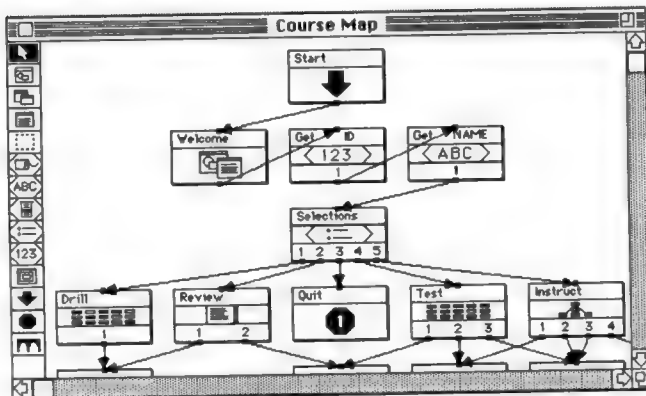 Course Map
Start
Welcome
Get ID
Get NAME
123
ABC
1
1
Selections
1 2 3 4 5
Drill
Review
Quit
Test
Instruct
1
1 2
1 2 3
1 2 3 4
ABC
123